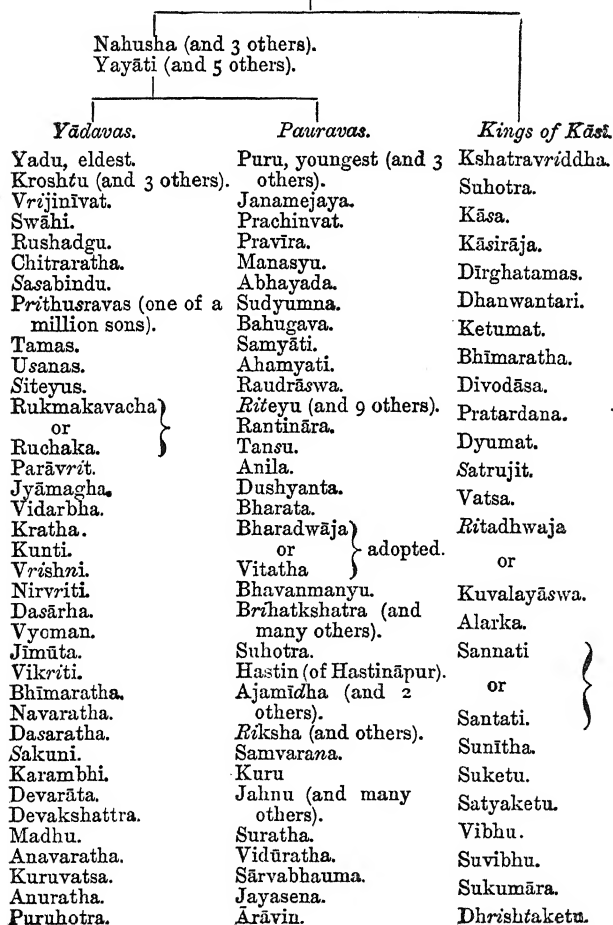 Nahusha (and 3 others).
Yayāti (and 5 others).
Yādavas.
Yadu, eldest.
Kroshtu (and 3 others).
Vrijinīvat.
Swāhi.
Rushadgu.
Chitraratha.
Sasabindu.
Prithusravas (one of a
million sons).
Tamas.
Usanas.
Siteyus.
Rukmakavacha
or
Ruchaka.
Parāvrit.
Jyāmagha.
Vidarbha.
Kratha.
Kunti.
Vrishni.
Nirvriti.
Dasārha.
Vyoman.
Jīmūta.
Vikriti.
Bhīmaratha.
Navaratha.
Dasaratha.
Sakuni.
Karambhi.
Devarāta.
Devakshattra.
Madhu.
Anavaratha.
Kuruvatsa.
Anuratha.
Puruhotra.
Pauravas.
Puru, youngest (and 3
others).
Janamejaya.
Prachinvat.
Pravīra.
Manasyu.
Abhayada.
Sudyumna.
Bahugava.
Samyāti.
Ahamyati.
Raudrāswa.
Riteyu (and 9 others).
Rantināra.
Tansu.
Anila.
Dushyanta.
Bharata.
Bharadwāja
or
Vitatha
adopted.
Bhavanmanyu.
Brihatkshatra (and
many others).
Suhotra.
Hastin (of Hastināpur).
Ajamīdha (and 2
others).
Riksha (and others).
Samvarana.
Kuru
Jahnu (and many
others).
Suratha.
Vidūratha.
Sārvabhauma.
Jayasena.
Ārāvin.
Kings of Kāsi.
Kshatravriddha.
Suhotra.
Kāsa.
Kāsirāja.
Dīrghatamas.
Dhanwantari.
Ketumat.
Bhīmaratha.
Divodāsa.
Pratardana.
Dyumat.
Satrujit.
Vatsa.
Ritadhwaja
or
Kuvalayāswa.
Alarka.
Sannati
or
Santati.
Sunītha.
Suketu.
Satyaketu.
Vibhu.
Suvibhu.
Sukumāra.
Dhrishtaketu.